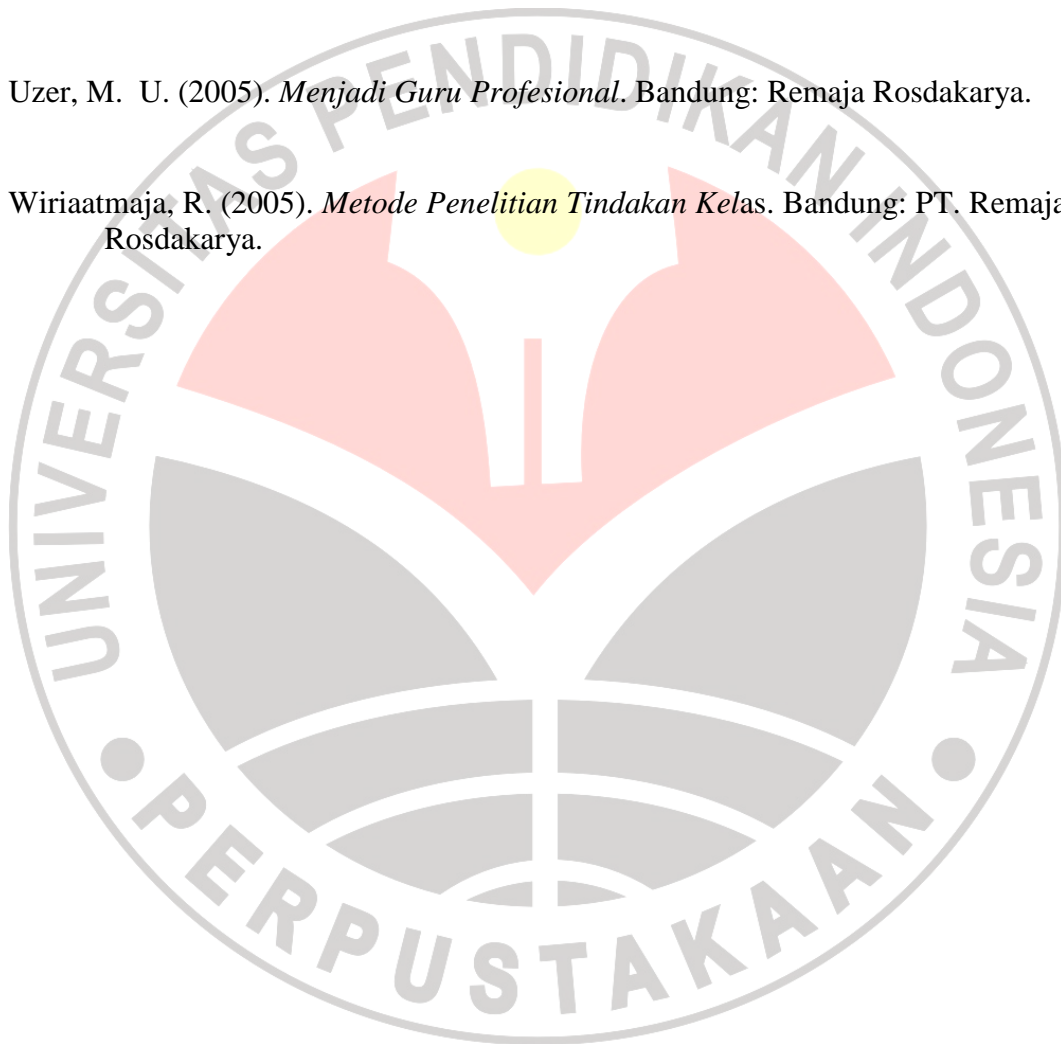 Uzer, M.  U. (2005). Menjadi Guru Profesional. Bandung: Remaja Rosdakarya.
Wiriaatmaja, R. (2005). Metode Penelitian Tindakan Kelas. Bandung: PT. Remaja
Rosdakarya.
UNIVERSITAS PENDIDIKAN INDONESIA
PERPUSTAKAAN